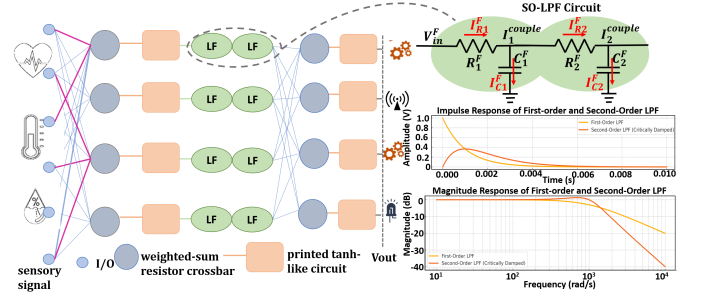 SO-LPF Circuit
V_in^F
I_R1^F
I_1^couple
I_R2^F
I_2^couple
R_1^F
C_1^F
R_2^F
C_2^F
I_C1^F
I_C2^F
LF LF
LF LF
LF LF
LF LF
% %
Impulse Response of First-order and Second-Order LPF
Amplitude (V)
1.0
0.8
0.6
0.4
0.2
0
First-Order LPF
Second-Order LPF (Critically Damped)
0.000 0.002 0.004 0.006 0.008 0.010
Time (s)
Magnitude Response of First-order and Second-Order LPF
Magnitude (dB)
0
-10
-20
-30
-40
First-Order LPF
Second-Order LPF (Critically Damped)
10^1 10^2 10^3 10^4
Frequency (rad/s)
sensory
signal
I/O
weighted-sum
resistor crossbar
printed tanh-
like circuit
Vout